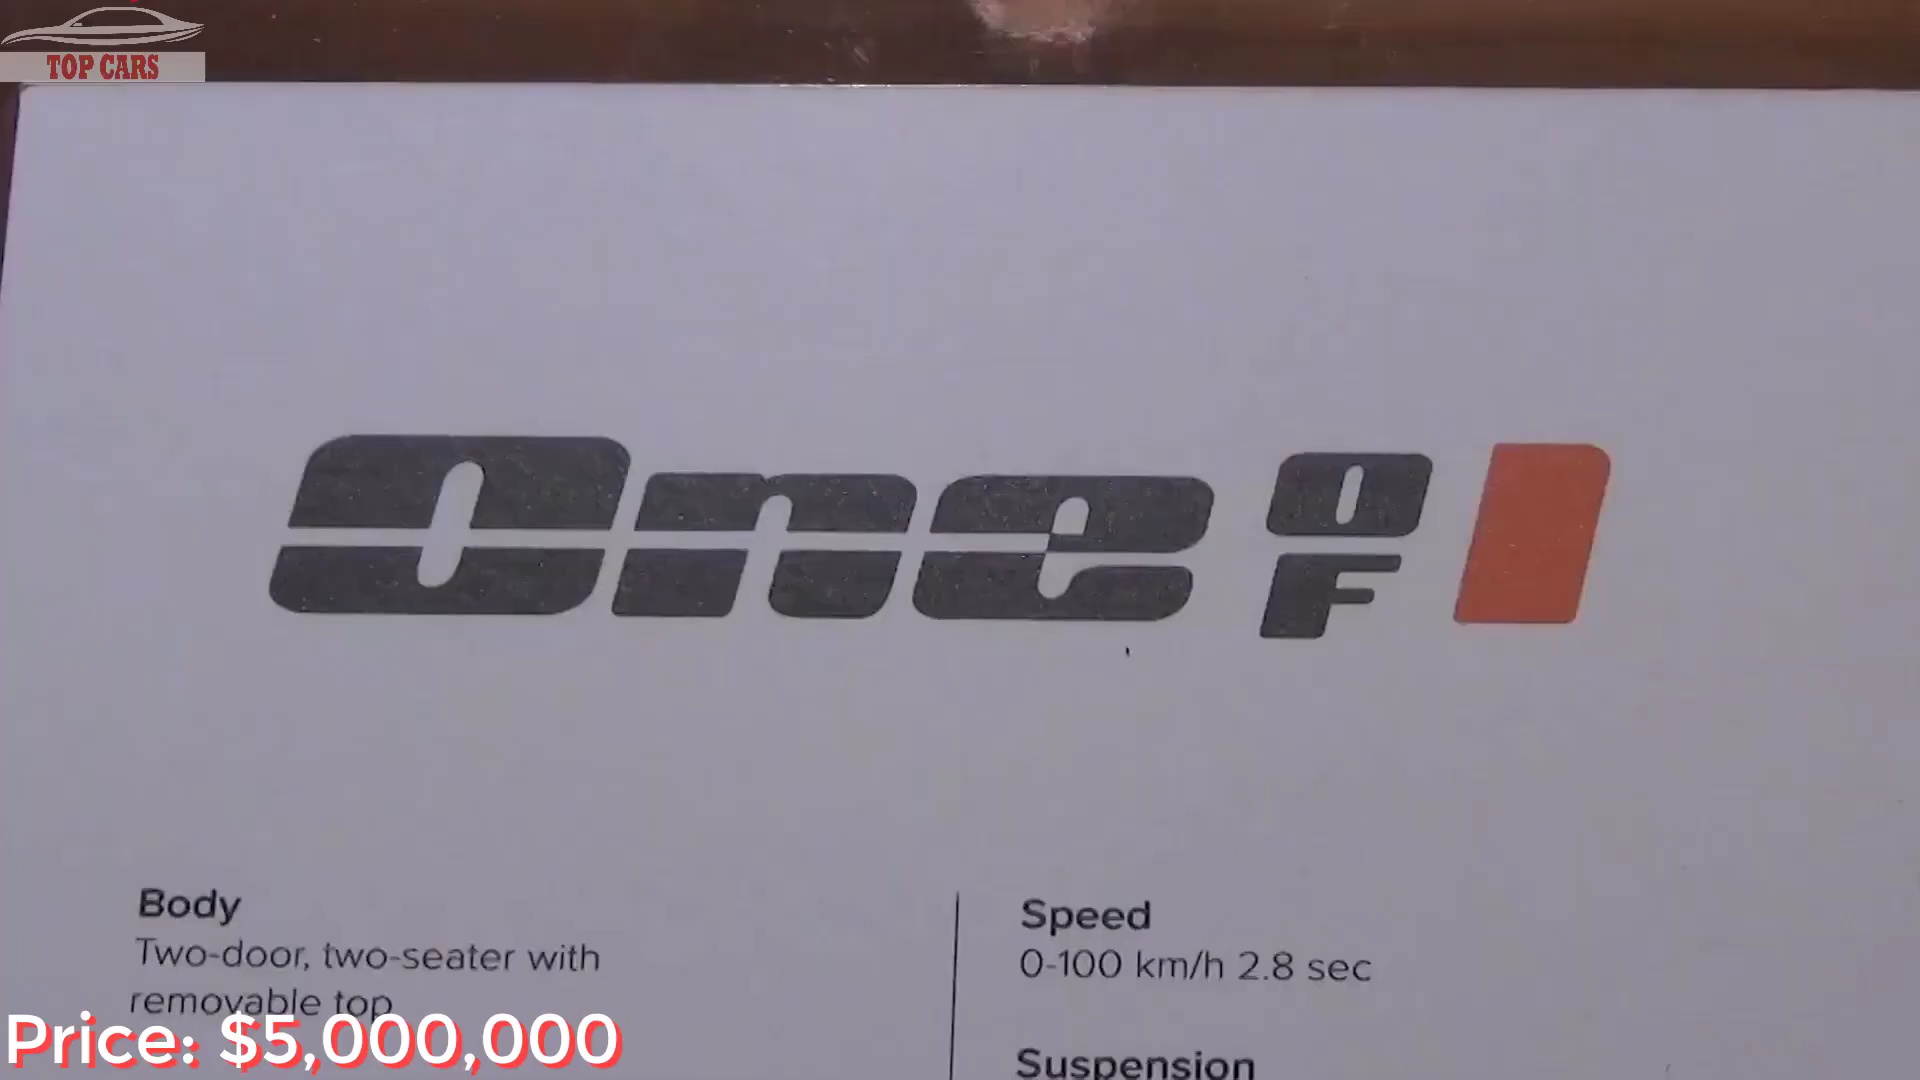 TOP CARS
One OF 1
Body
Two-door, two-seater with
removable top
Speed
0-100 km/h 2.8 sec
Suspension
Price: $5,000,000